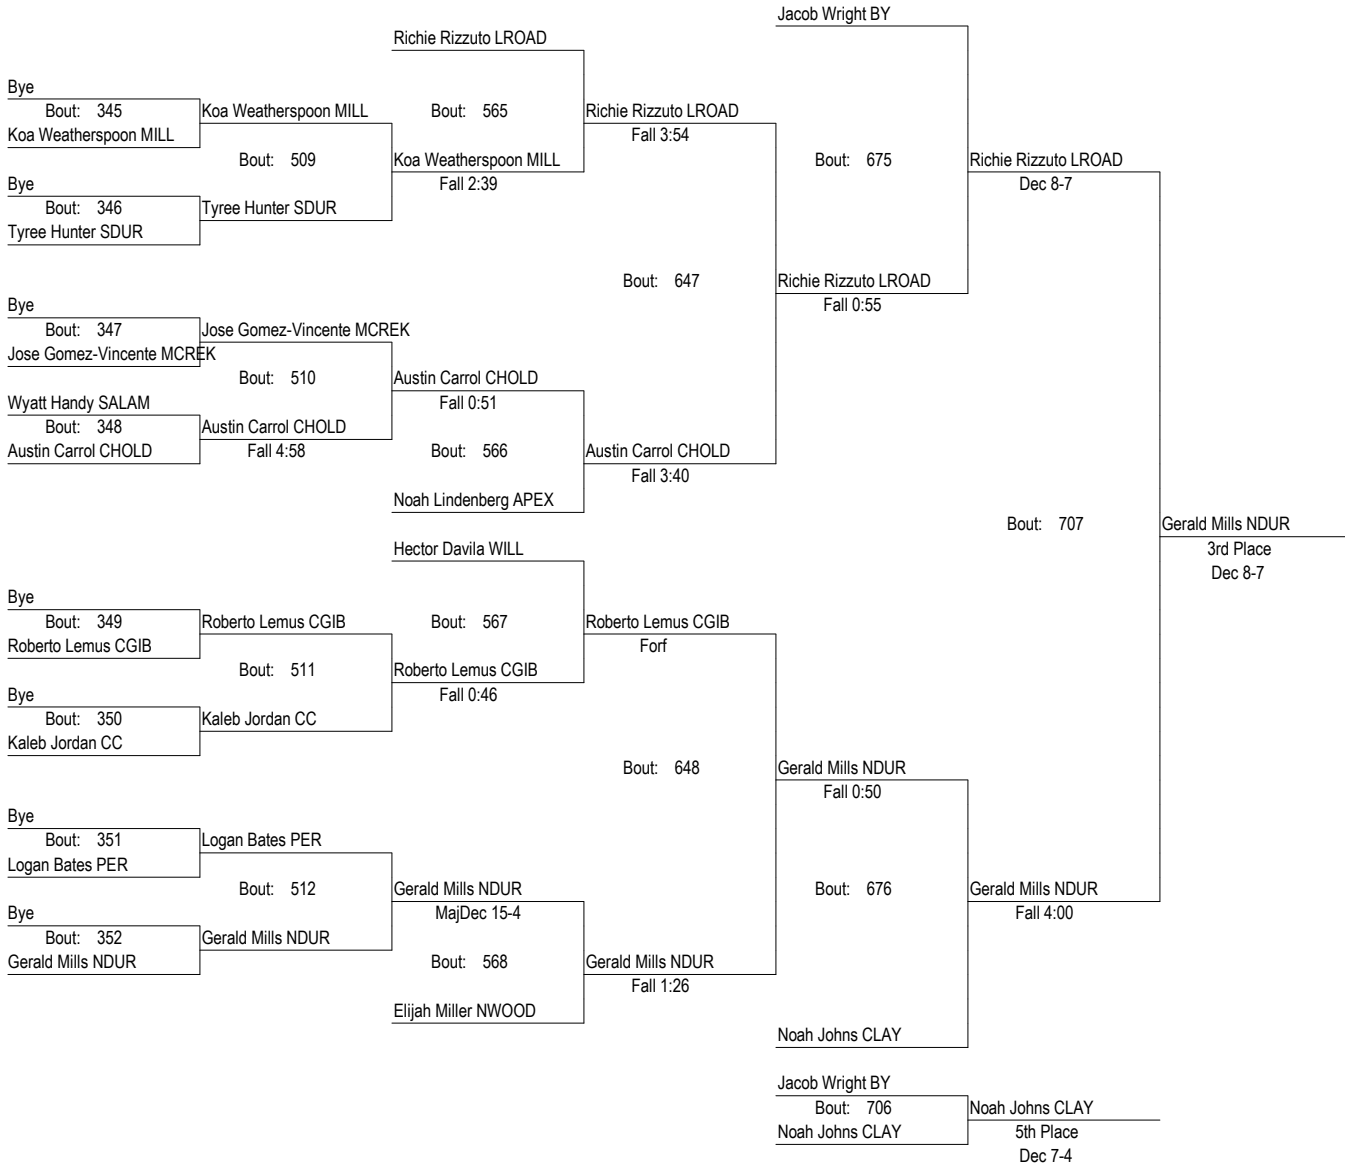 Jacob Wright BY
Richie Rizzuto LROAD
Bye
Bout: 345
Koa Weatherspoon MILL
Koa Weatherspoon MILL
Bout: 565
Richie Rizzuto LROAD
Fall 3:54
Bout: 509
Koa Weatherspoon MILL
Fall 2:39
Bout: 675
Richie Rizzuto LROAD
Dec 8-7
Bye
Bout: 346
Tyree Hunter SDUR
Tyree Hunter SDUR
Bout: 647
Richie Rizzuto LROAD
Fall 0:55
Bye
Bout: 347
Jose Gomez-Vincente MCREK
Jose Gomez-Vincente MCREK
Bout: 510
Austin Carrol CHOLD
Fall 0:51
Wyatt Handy SALAM
Bout: 348
Austin Carrol CHOLD
Austin Carrol CHOLD
Fall 4:58
Bout: 566
Austin Carrol CHOLD
Fall 3:40
Noah Lindenberg APEX
Bout: 707
Gerald Mills NDUR
3rd Place
Dec 8-7
Hector Davila WILL
Bye
Bout: 349
Roberto Lemus CGIB
Roberto Lemus CGIB
Bout: 567
Roberto Lemus CGIB
Forf
Bout: 511
Roberto Lemus CGIB
Fall 0:46
Bye
Bout: 350
Kaleb Jordan CC
Kaleb Jordan CC
Bout: 648
Gerald Mills NDUR
Fall 0:50
Bye
Bout: 351
Logan Bates PER
Logan Bates PER
Bout: 512
Gerald Mills NDUR
MajDec 15-4
Bout: 676
Gerald Mills NDUR
Fall 4:00
Bye
Bout: 352
Gerald Mills NDUR
Gerald Mills NDUR
Bout: 568
Gerald Mills NDUR
Fall 1:26
Elijah Miller NWOOD
Noah Johns CLAY
Jacob Wright BY
Bout: 706
Noah Johns CLAY
Noah Johns CLAY
5th Place
Dec 7-4